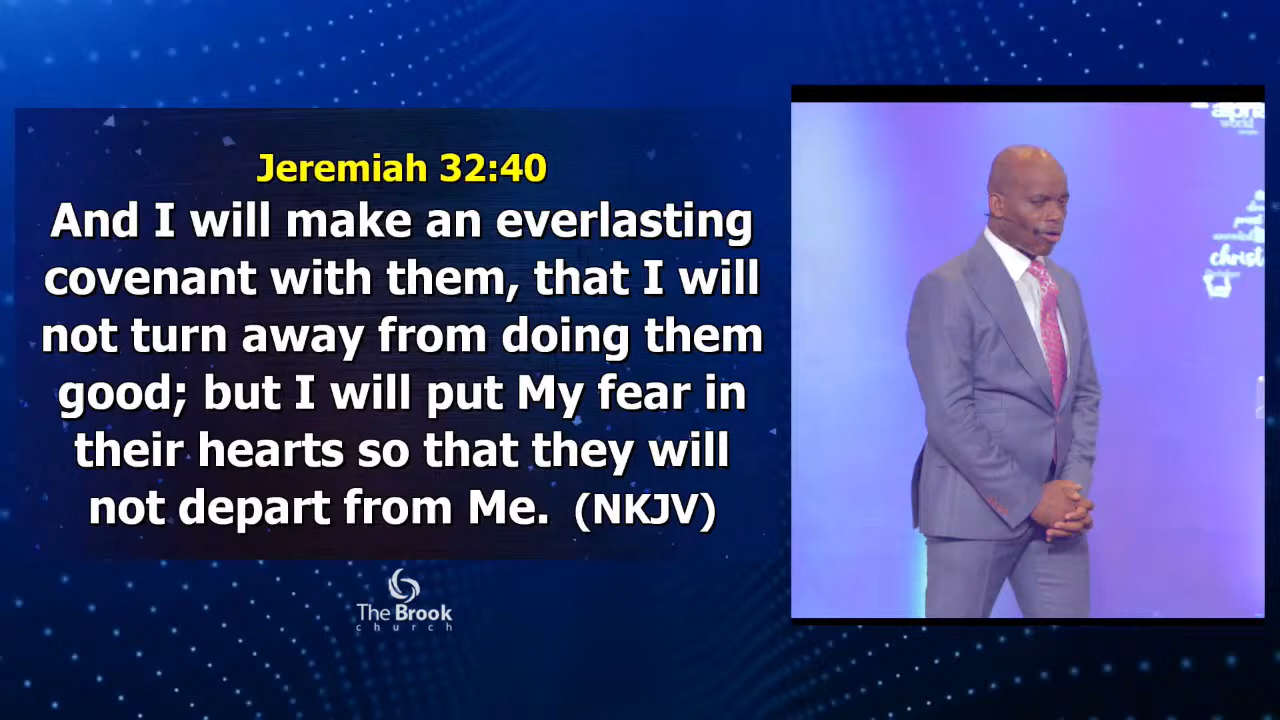 Jeremiah 32:40
And I will make an everlasting
covenant with them, that I will
not turn away from doing them
good; but I will put My fear in
their hearts so that they will
not depart from Me. (NKJV)
The Brook
church
world
christ